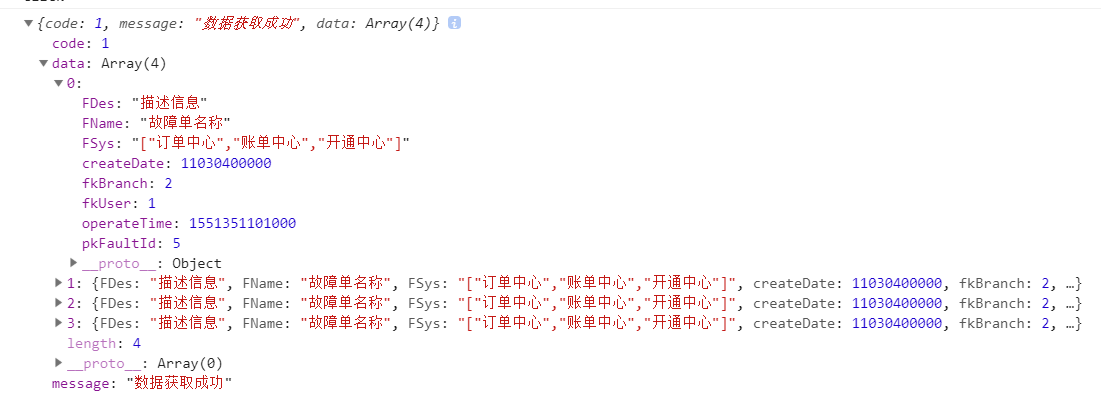 {code: 1, message: "数据获取成功", data: Array(4)} i
code: 1
data: Array(4)
0:
FDes: "描述信息"
FName: "故障单名称"
FSys: "["订单中心","账单中心","开通中心"]"
createDate: 11030400000
fkBranch: 2
fkUser: 1
operateTime: 1551351101000
pkFaultId: 5
__proto__: Object
1: {FDes: "描述信息", FName: "故障单名称", FSys: "["订单中心","账单中心","开通中心"]", createDate: 11030400000, fkBranch: 2, …}
2: {FDes: "描述信息", FName: "故障单名称", FSys: "["订单中心","账单中心","开通中心"]", createDate: 11030400000, fkBranch: 2, …}
3: {FDes: "描述信息", FName: "故障单名称", FSys: "["订单中心","账单中心","开通中心"]", createDate: 11030400000, fkBranch: 2, …}
length: 4
__proto__: Array(0)
message: "数据获取成功"